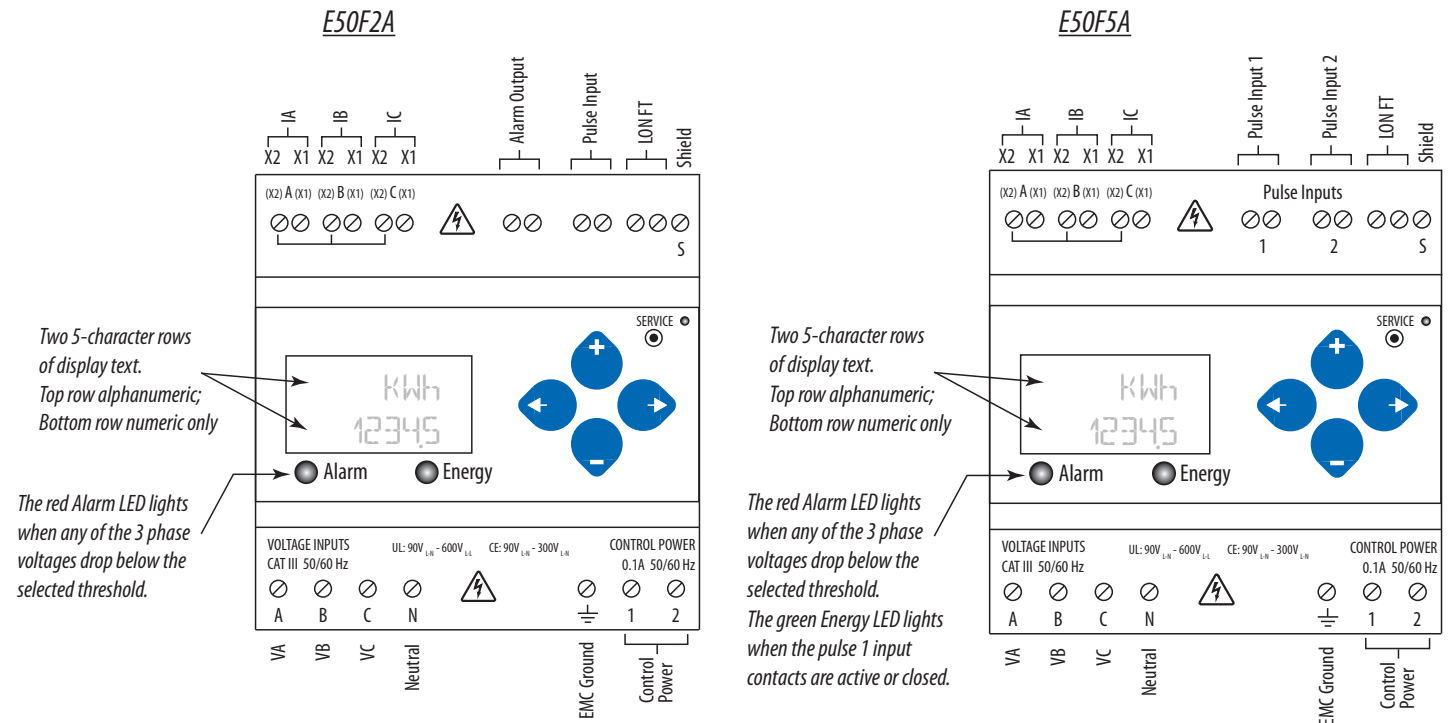 E50F2A
IA
IB
IC
Alarm Output
Pulse Input
LON FT
Shield
X2 X1 X2 X1 X2 X1
(X2) A (X1) (X2) B (X1) (X2) C (X1)
S
SERVICE
Two 5-character rows
of display text.
Top row alphanumeric;
Bottom row numeric only
KWh
1234.5
+
-
Alarm
Energy
The red Alarm LED lights
when any of the 3 phase
voltages drop below the
selected threshold.
VOLTAGE INPUTS
CAT III 50/60 Hz
UL: 90V L-N - 600V L-L
CE: 90V L-N - 300V L-N
CONTROL POWER
0.1A 50/60 Hz
A B C N 1 2
VA
VB
VC
Neutral
EMC Ground
Control
Power
E50F5A
IA
IB
IC
Pulse Input 1
Pulse Input 2
LON FT
Shield
X2 X1 X2 X1 X2 X1
(X2) A (X1) (X2) B (X1) (X2) C (X1)
Pulse Inputs
1 2 S
SERVICE
Two 5-character rows
of display text.
Top row alphanumeric;
Bottom row numeric only
KWh
1234.5
+
-
Alarm
Energy
The red Alarm LED lights
when any of the 3 phase
voltages drop below the
selected threshold.
The green Energy LED lights
when the pulse 1 input
contacts are active or closed.
VOLTAGE INPUTS
CAT III 50/60 Hz
UL: 90V L-N - 600V L-L
CE: 90V L-N - 300V L-N
CONTROL POWER
0.1A 50/60 Hz
A B C N 1 2
VA
VB
VC
Neutral
EMC Ground
Control
Power